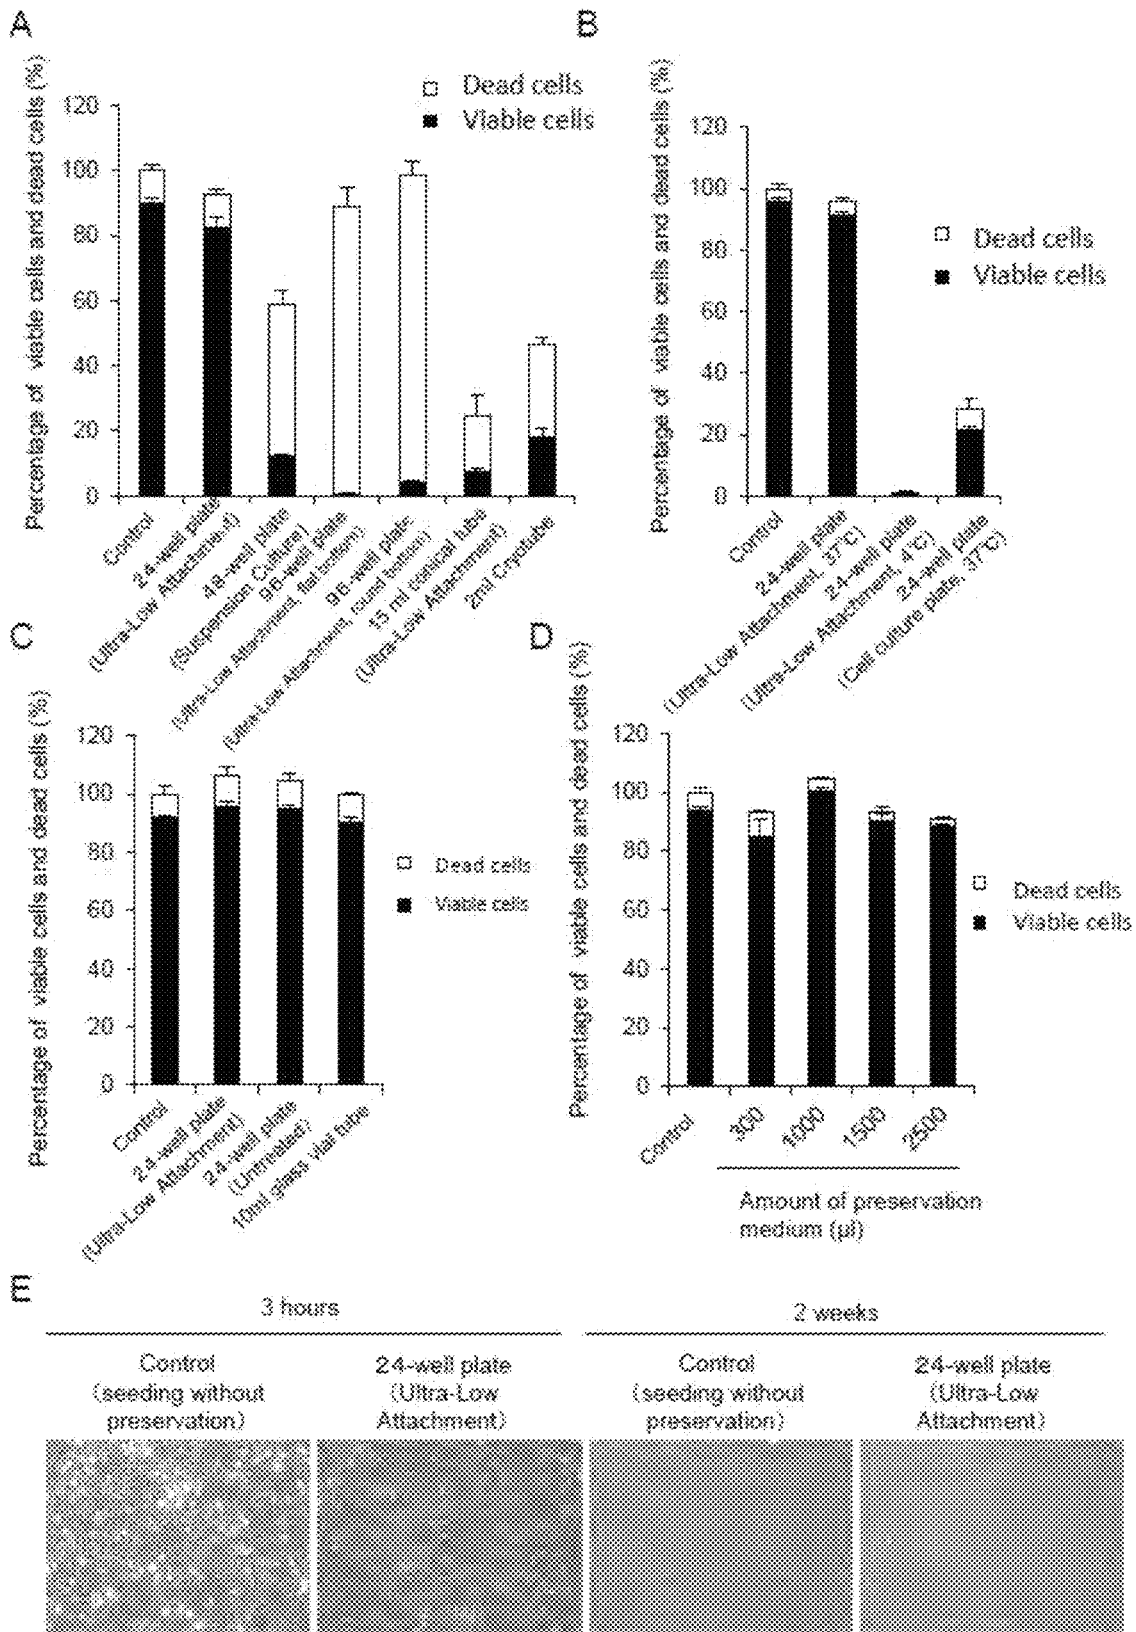 A
Percentage of viable cells and dead cells (%)
Dead cells
Viable cells
120
100
80
60
40
20
0
Control
24-well plate
(Ultra-Low Attachment)
48-well plate
(Suspension Culture)
96-well plate
(Ultra-Low Attachment, flat bottom)
96-well plate
(Ultra-Low Attachment, round bottom)
15 ml conical tube
(Ultra-Low Attachment)
2ml Cryotube
B
Percentage of viable cells and dead cells (%)
Dead cells
Viable cells
120
100
80
60
40
20
0
Control
24-well plate
(Ultra-Low Attachment, 37℃)
24-well plate
(Ultra-Low Attachment, 4℃)
24-well plate
(Cell culture plate, 37℃)
C
Percentage of viable cells and dead cells (%)
120
100
80
60
40
20
0
Dead cells
Viable cells
Control
24-well plate
(Ultra-Low Attachment)
24-well plate
(Untreated)
10ml glass vial tube
D
Percentage of viable cells and dead cells (%)
120
100
80
60
40
20
0
Dead cells
Viable cells
Control
300
1000
1500
2500
Amount of preservation
medium (µl)
E
3 hours
2 weeks
Control
(seeding without
preservation)
24-well plate
(Ultra-Low
Attachment)
Control
(seeding without
preservation)
24-well plate
(Ultra-Low
Attachment)